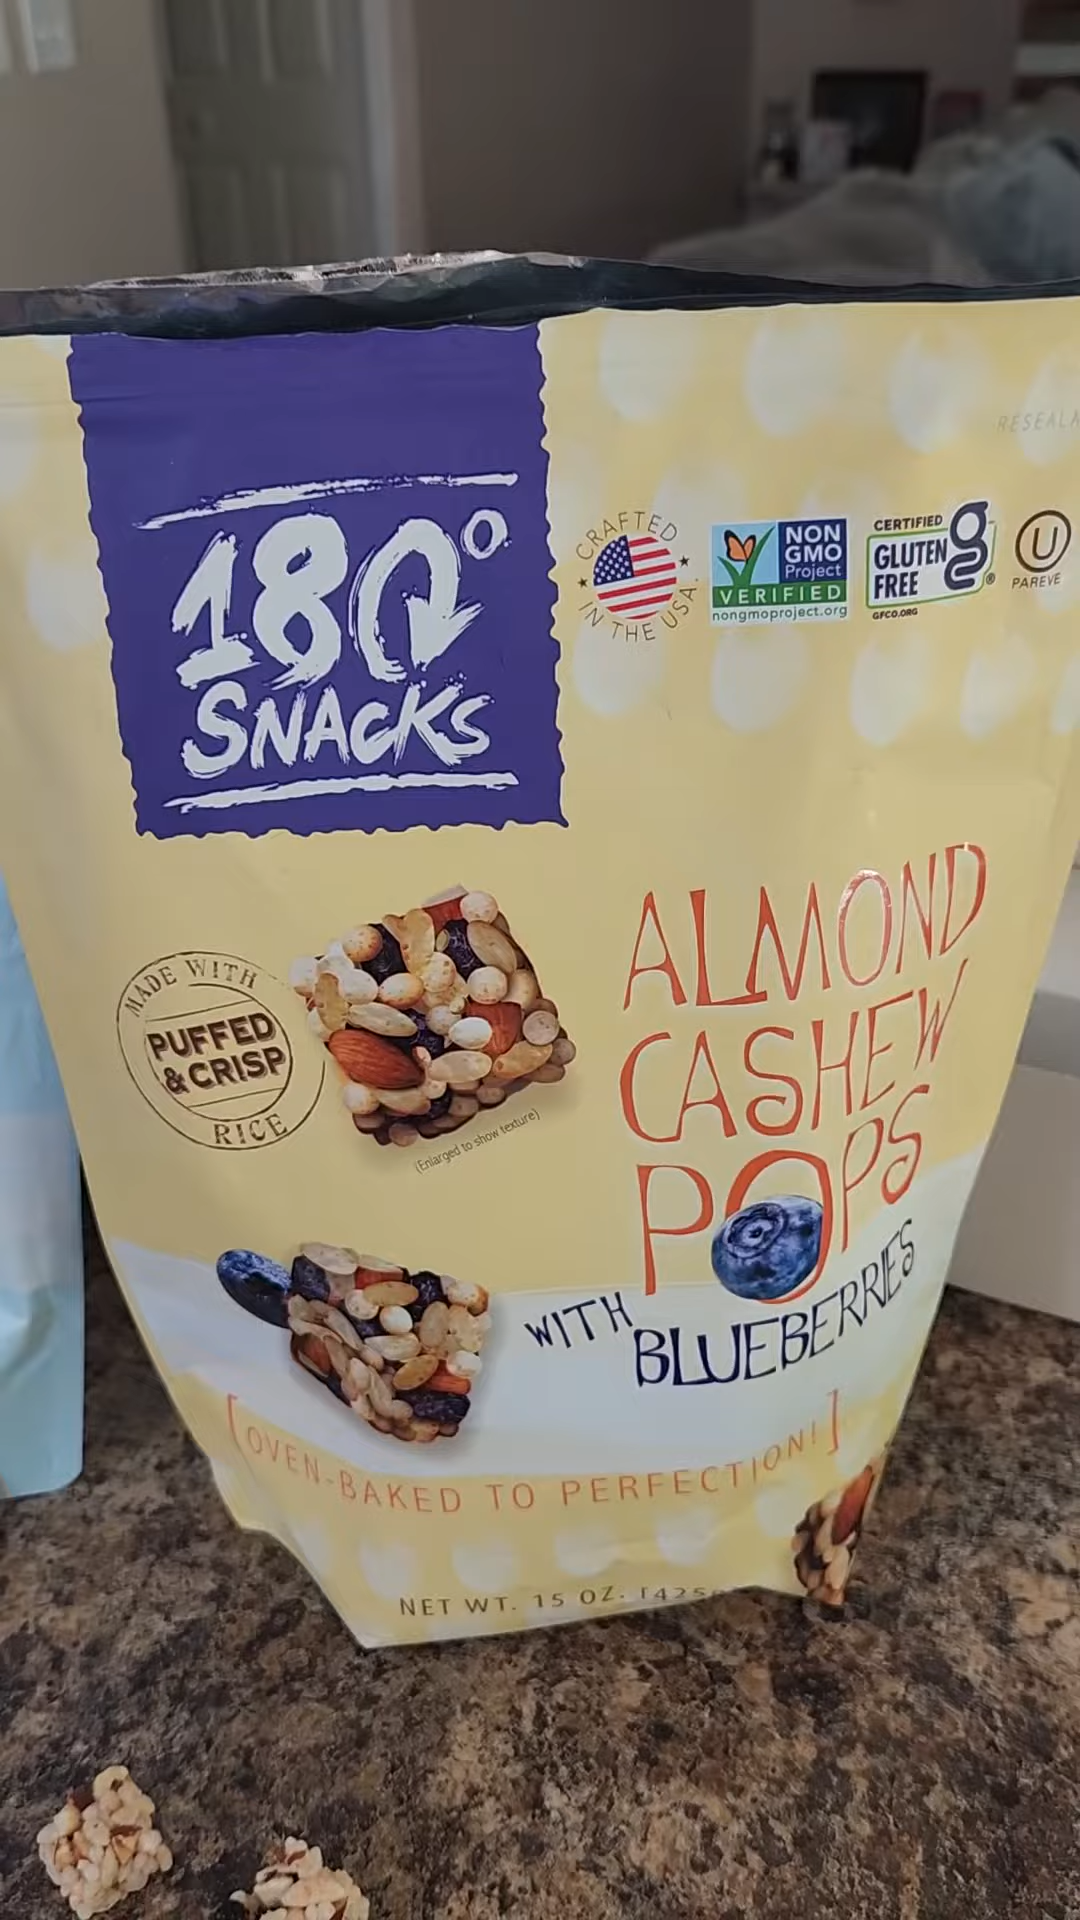 RESEALA
180°
SNACKS
CRAFTED
IN THE USA
NON
GMO
Project
VERIFIED
nongmoproject.org
CERTIFIED
GLUTEN
FREE
g
®
GFCO.ORG
U
PAREVE
ALMOND
CASHEW
POPS
WITH
BLUEBERRIES
MADE WITH
PUFFED
& CRISP
RICE
(Enlarged to show texture)
[OVEN-BAKED TO PERFECTION!]
NET WT. 15 OZ. [425